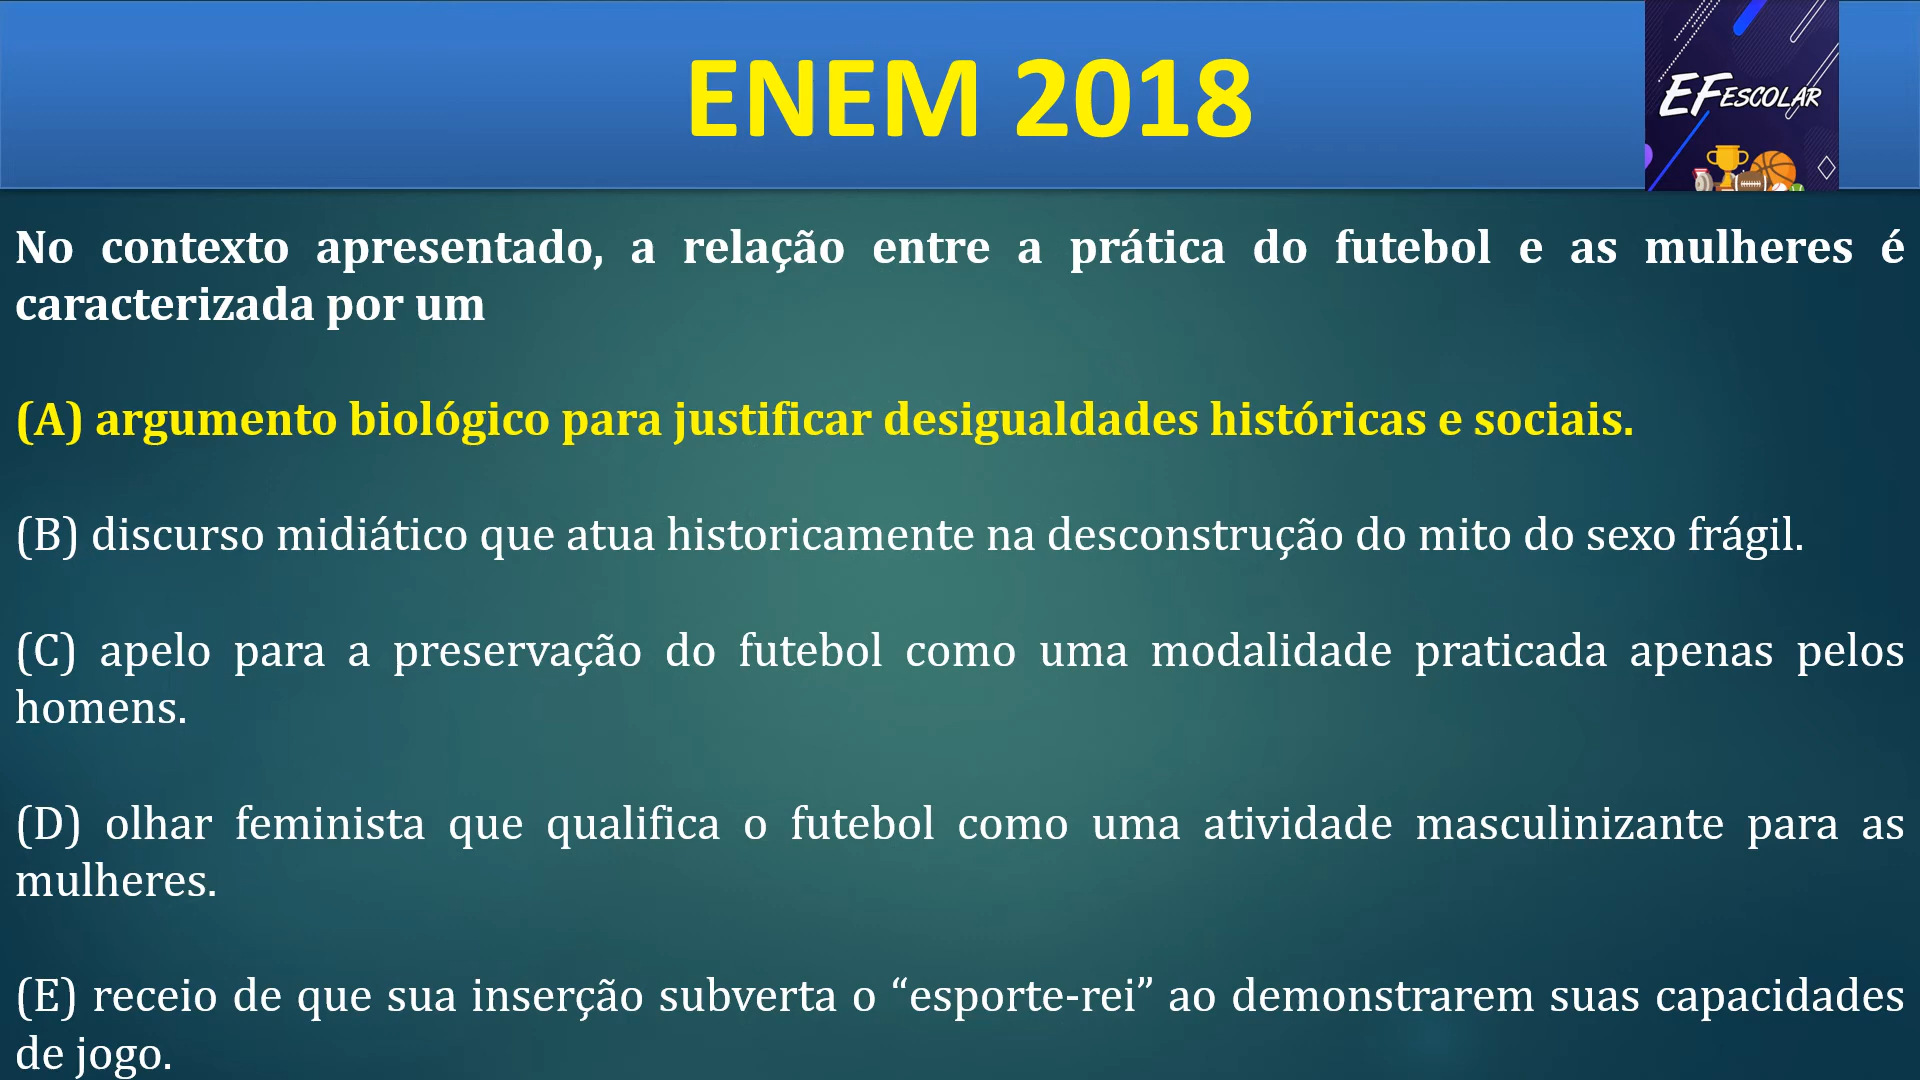 ENEM 2018
EF ESCOLAR
No contexto apresentado, a relação entre a prática do futebol e as mulheres é
caracterizada por um
(A) argumento biológico para justificar desigualdades históricas e sociais.
(B) discurso midiático que atua historicamente na desconstrução do mito do sexo frágil.
(C) apelo para a preservação do futebol como uma modalidade praticada apenas pelos
homens.
(D) olhar feminista que qualifica o futebol como uma atividade masculinizante para as
mulheres.
(E) receio de que sua inserção subverta o “esporte-rei” ao demonstrarem suas capacidades
de jogo.